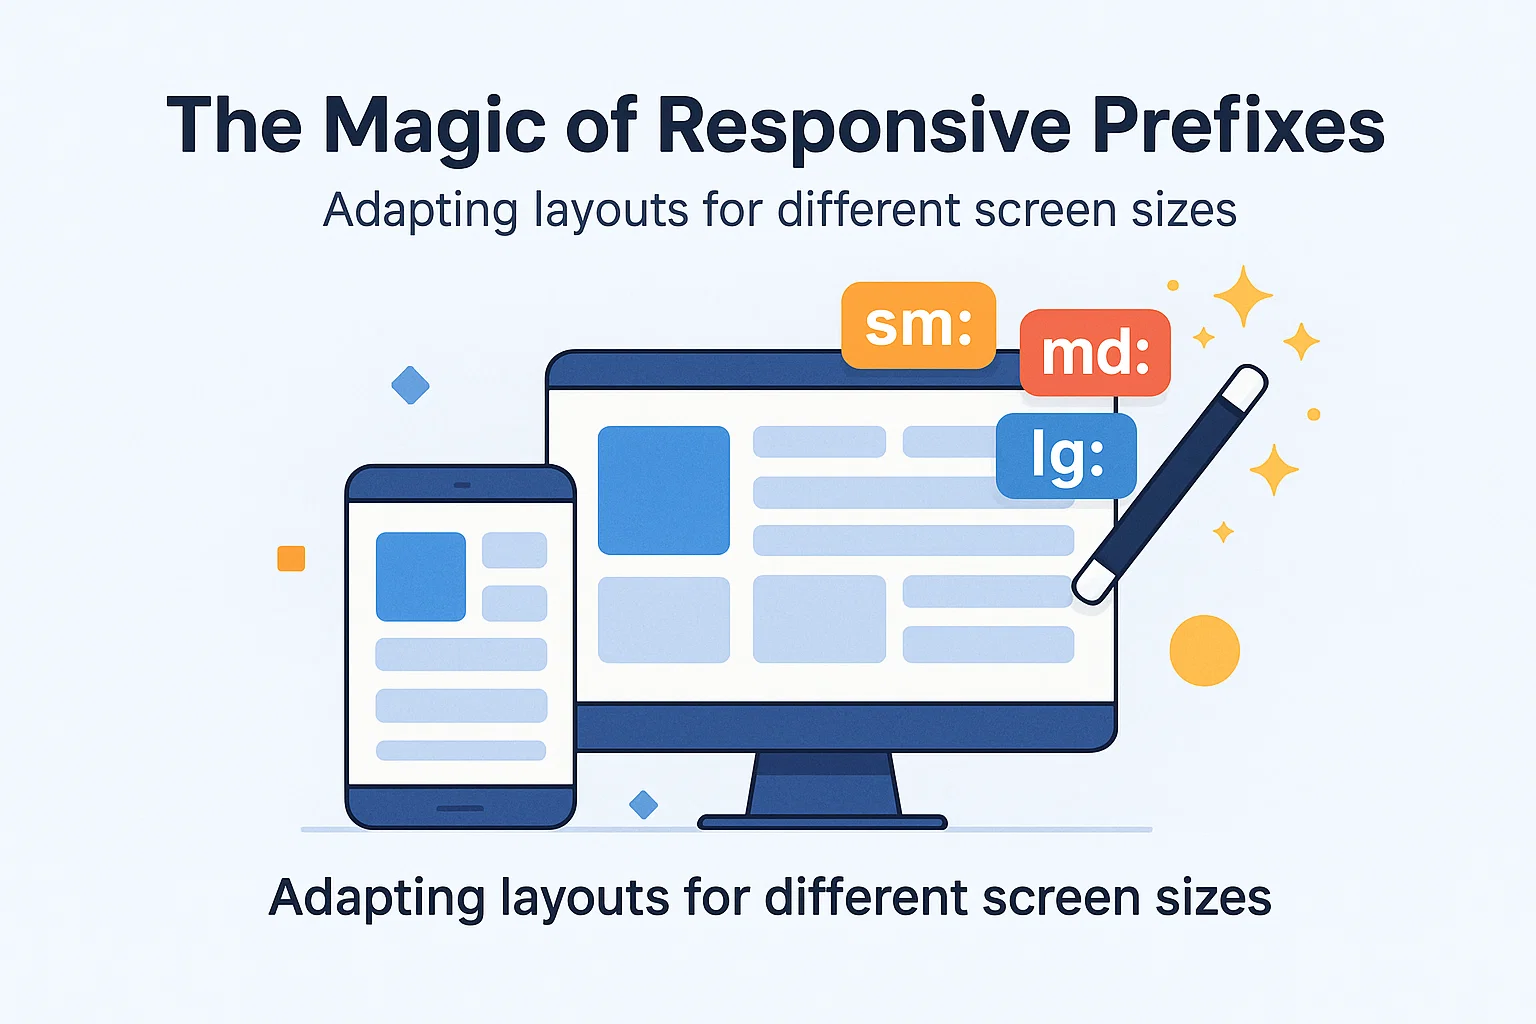 The Magic of Responsive Prefixes
Adapting layouts for different screen sizes
sm:
md:
lg:
Adapting layouts for different screen sizes